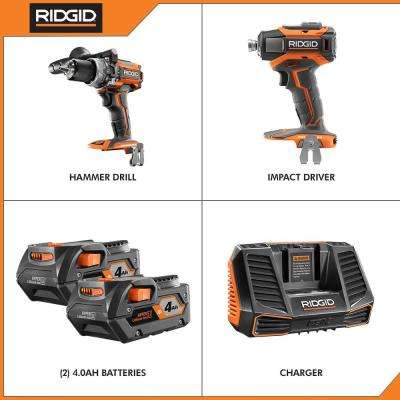 RIDGID
RIDGID
RIDGID
HAMMER DRILL
IMPACT DRIVER
4Ah
4Ah
RIDGID
(2) 4.0AH BATTERIES
CHARGER